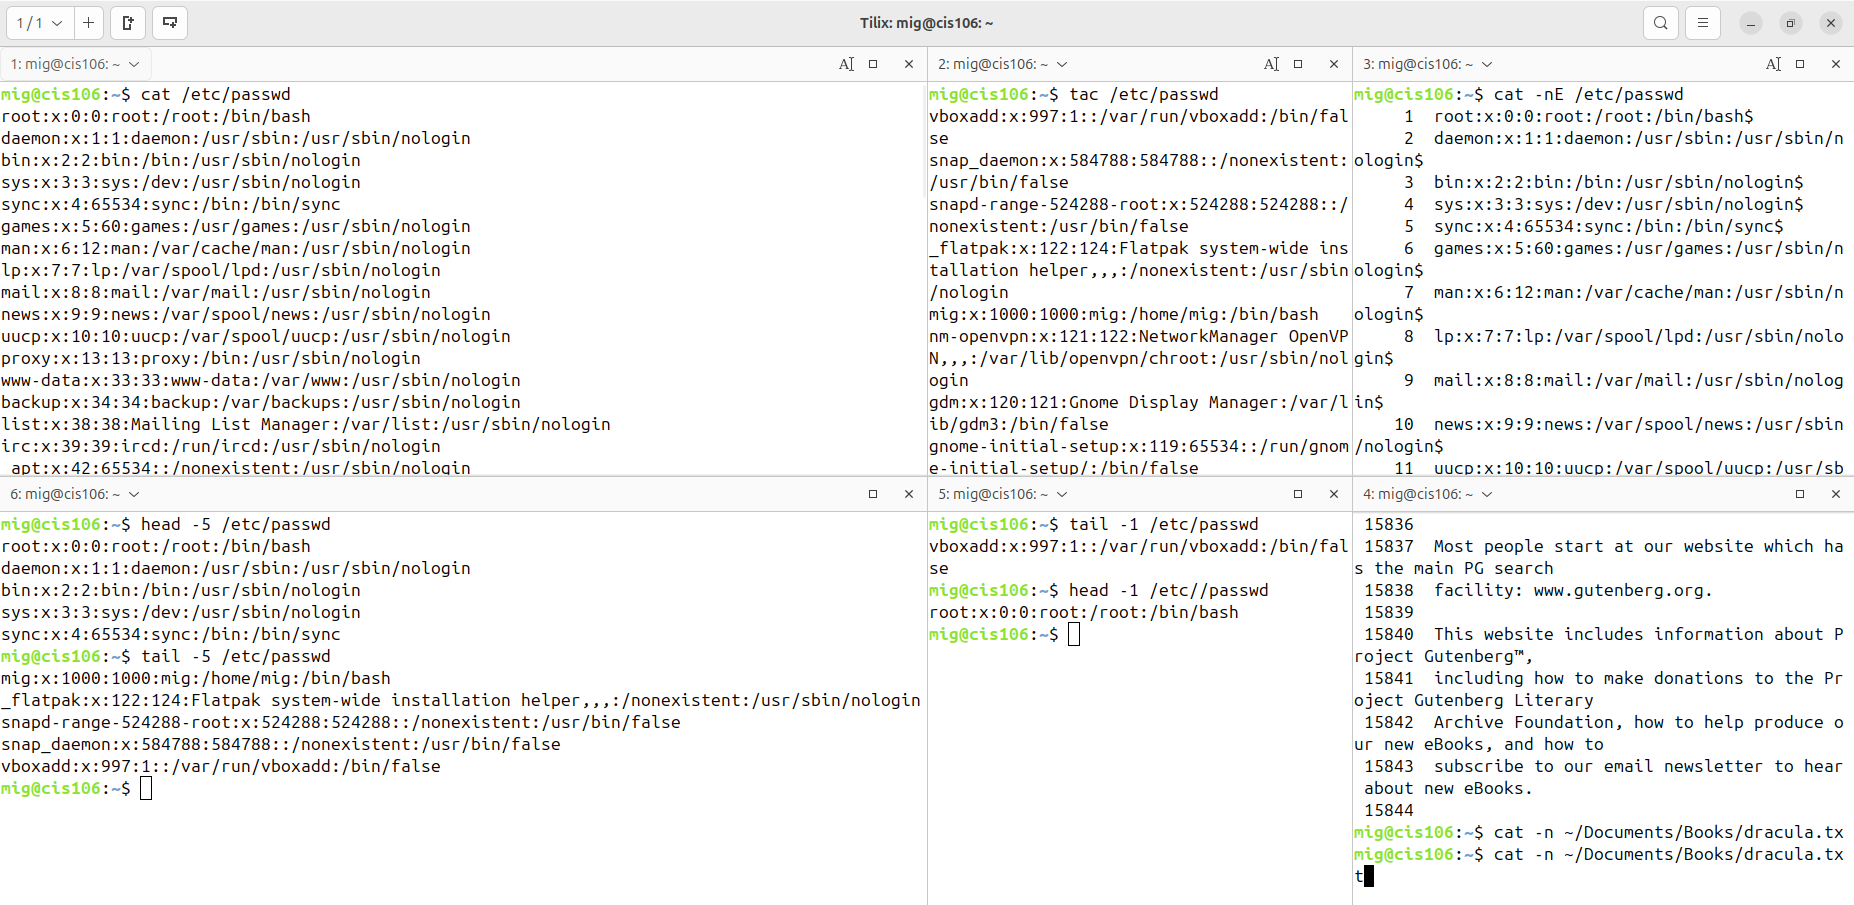 1 / 1
Tilix: mig@cis106: ~
1: mig@cis106: ~
mig@cis106:~$ cat /etc/passwd
root:x:0:0:root:/root:/bin/bash
daemon:x:1:1:daemon:/usr/sbin:/usr/sbin/nologin
bin:x:2:2:bin:/bin:/usr/sbin/nologin
sys:x:3:3:sys:/dev:/usr/sbin/nologin
sync:x:4:65534:sync:/bin:/bin/sync
games:x:5:60:games:/usr/games:/usr/sbin/nologin
man:x:6:12:man:/var/cache/man:/usr/sbin/nologin
lp:x:7:7:lp:/var/spool/lpd:/usr/sbin/nologin
mail:x:8:8:mail:/var/mail:/usr/sbin/nologin
news:x:9:9:news:/var/spool/news:/usr/sbin/nologin
uucp:x:10:10:uucp:/var/spool/uucp:/usr/sbin/nologin
proxy:x:13:13:proxy:/bin:/usr/sbin/nologin
www-data:x:33:33:www-data:/var/www:/usr/sbin/nologin
backup:x:34:34:backup:/var/backups:/usr/sbin/nologin
list:x:38:38:Mailing List Manager:/var/list:/usr/sbin/nologin
irc:x:39:39:ircd:/run/ircd:/usr/sbin/nologin
_apt:x:42:65534::/nonexistent:/usr/sbin/nologin
2: mig@cis106: ~
mig@cis106:~$ tac /etc/passwd
vboxadd:x:997:1::/var/run/vboxadd:/bin/fal
se
snap_daemon:x:584788:584788::/nonexistent:
/usr/bin/false
snapd-range-524288-root:x:524288:524288::/
nonexistent:/usr/bin/false
_flatpak:x:122:124:Flatpak system-wide ins
tallation helper,,,:/nonexistent:/usr/sbin
/nologin
mig:x:1000:1000:mig:/home/mig:/bin/bash
nm-openvpn:x:121:122:NetworkManager OpenVP
N,,,:/var/lib/openvpn/chroot:/usr/sbin/nol
ogin
gdm:x:120:121:Gnome Display Manager:/var/l
ib/gdm3:/bin/false
gnome-initial-setup:x:119:65534::/run/gnom
e-initial-setup/:/bin/false
3: mig@cis106: ~
mig@cis106:~$ cat -nE /etc/passwd
1 root:x:0:0:root:/root:/bin/bash$
2 daemon:x:1:1:daemon:/usr/sbin:/usr/sbin/n
ologin$
3 bin:x:2:2:bin:/bin:/usr/sbin/nologin$
4 sys:x:3:3:sys:/dev:/usr/sbin/nologin$
5 sync:x:4:65534:sync:/bin:/bin/sync$
6 games:x:5:60:games:/usr/games:/usr/sbin/n
ologin$
7 man:x:6:12:man:/var/cache/man:/usr/sbin/n
ologin$
8 lp:x:7:7:lp:/var/spool/lpd:/usr/sbin/nolo
gin$
9 mail:x:8:8:mail:/var/mail:/usr/sbin/nolog
in$
10 news:x:9:9:news:/var/spool/news:/usr/sbin
/nologin$
11 uucp:x:10:10:uucp:/var/spool/uucp:/usr/sb
6: mig@cis106: ~
mig@cis106:~$ head -5 /etc/passwd
root:x:0:0:root:/root:/bin/bash
daemon:x:1:1:daemon:/usr/sbin:/usr/sbin/nologin
bin:x:2:2:bin:/bin:/usr/sbin/nologin
sys:x:3:3:sys:/dev:/usr/sbin/nologin
sync:x:4:65534:sync:/bin:/bin/sync
mig@cis106:~$ tail -5 /etc/passwd
mig:x:1000:1000:mig:/home/mig:/bin/bash
_flatpak:x:122:124:Flatpak system-wide installation helper,,,:/nonexistent:/usr/sbin/nologin
snapd-range-524288-root:x:524288:524288::/nonexistent:/usr/bin/false
snap_daemon:x:584788:584788::/nonexistent:/usr/bin/false
vboxadd:x:997:1::/var/run/vboxadd:/bin/false
mig@cis106:~$
5: mig@cis106: ~
mig@cis106:~$ tail -1 /etc/passwd
vboxadd:x:997:1::/var/run/vboxadd:/bin/fal
se
mig@cis106:~$ head -1 /etc//passwd
root:x:0:0:root:/root:/bin/bash
mig@cis106:~$
4: mig@cis106: ~
15836
15837 Most people start at our website which ha
s the main PG search
15838 facility: www.gutenberg.org.
15839
15840 This website includes information about P
roject Gutenberg™,
15841 including how to make donations to the Pr
oject Gutenberg Literary
15842 Archive Foundation, how to help produce o
ur new eBooks, and how to
15843 subscribe to our email newsletter to hear
about new eBooks.
15844
mig@cis106:~$ cat -n ~/Documents/Books/dracula.tx
mig@cis106:~$ cat -n ~/Documents/Books/dracula.tx
t